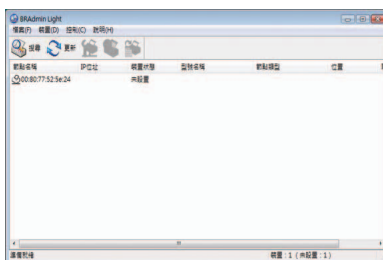 BRAdmin Light
檔案(F) 裝置(D) 控制(C) 說明(H)
搜尋 更新
節點名稱 IP位址 裝置狀態 型號名稱 節點類型 位置
00:80:77:52:5e:24 未設置
準備就緒 裝置：1 ( 未設置：1 )